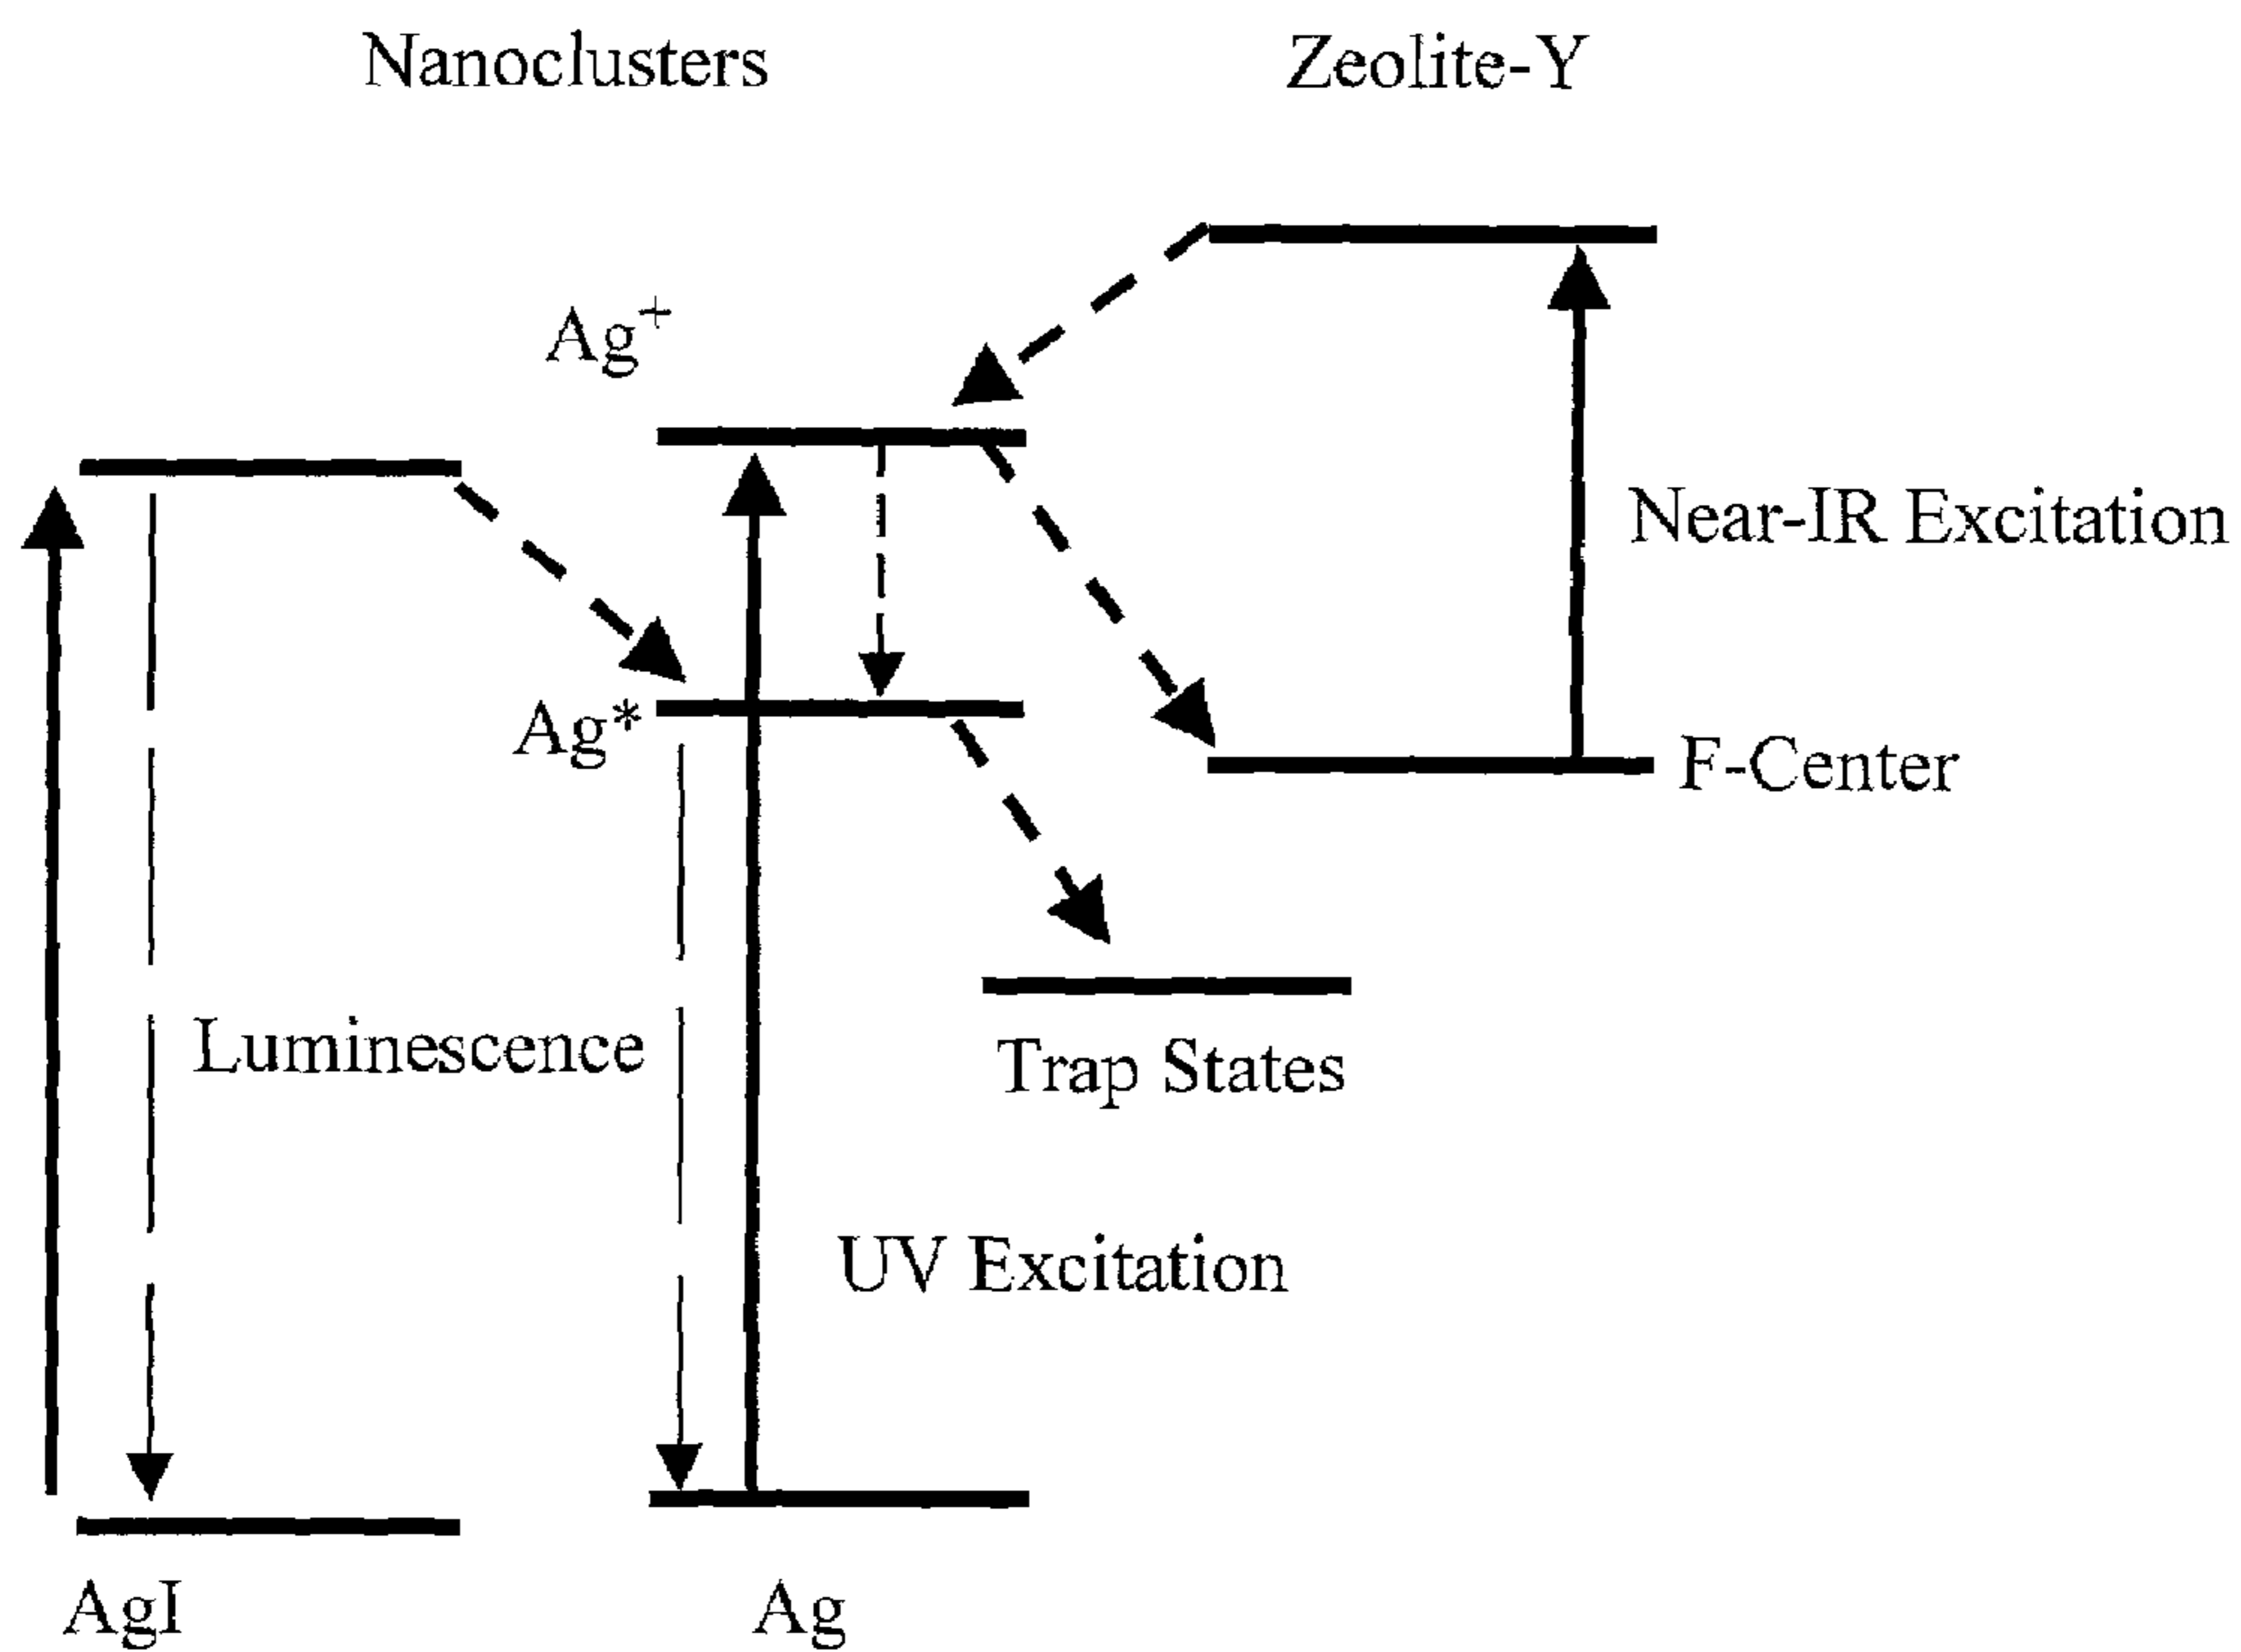 Nanoclusters
Zeolite-Y
Ag⁺
Near-IR Excitation
Ag*
F-Center
Luminescence
Trap States
UV Excitation
AgI
Ag